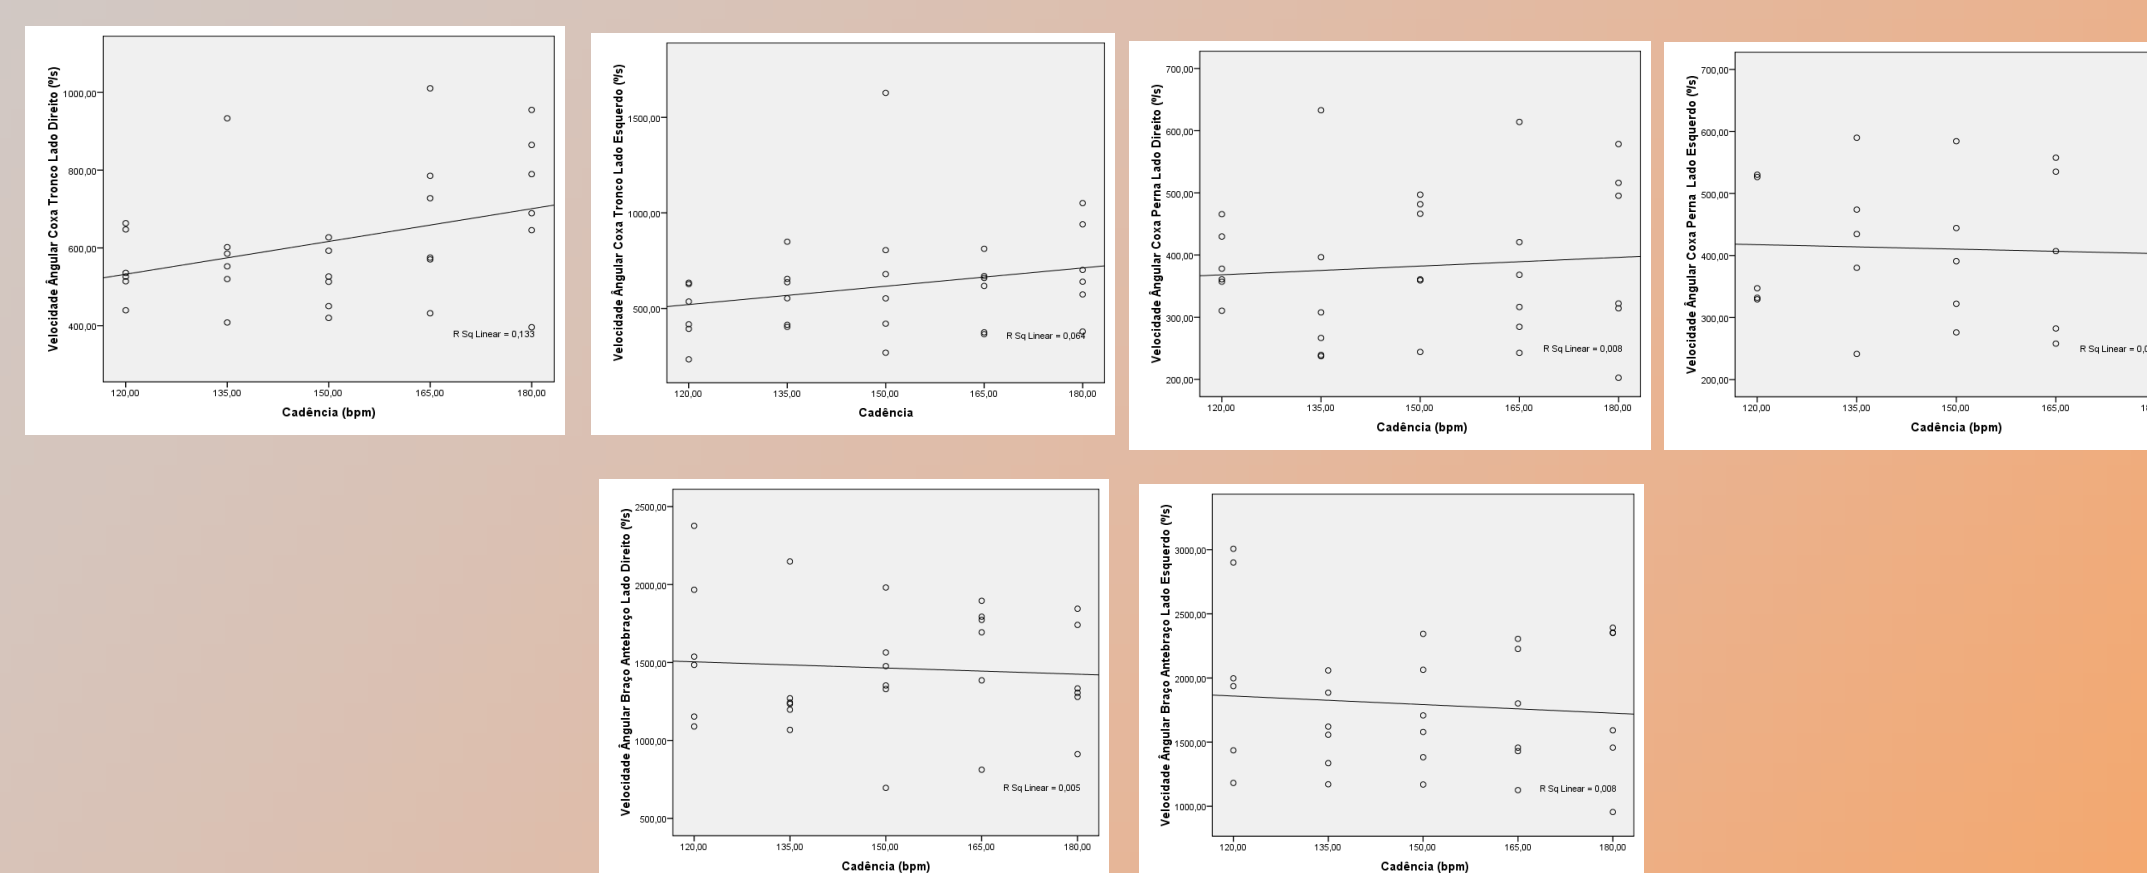 Velocidade Ângular Coxa Tronco Lado Direito (º/s)
1000,00
800,00
600,00
400,00
R Sq Linear = 0,133
120,00 135,00 150,00 165,00 180,00
Cadência (bpm)
Velocidade Ângular Coxa Tronco Lado Esquerdo (º/s)
1500,00
1000,00
500,00
R Sq Linear = 0,064
120,00 135,00 150,00 165,00 180,00
Cadência
Velocidade Ângular Coxa Perna Lado Direito (º/s)
700,00
600,00
500,00
400,00
300,00
200,00
R Sq Linear = 0,008
120,00 135,00 150,00 165,00 180,00
Cadência (bpm)
Velocidade Ângular Coxa Perna Lado Esquerdo (º/s)
700,00
600,00
500,00
400,00
300,00
200,00
R Sq Linear = 0,0
120,00 135,00 150,00 165,00
Cadência (bpm)
Velocidade Ângular Braço Antebraço Lado Direito (º/s)
2500,00
2000,00
1500,00
1000,00
500,00
R Sq Linear = 0,005
120,00 135,00 150,00 165,00 180,00
Cadência (bpm)
Velocidade Ângular Braço Antebraço Lado Esquerdo (º/s)
3000,00
2500,00
2000,00
1500,00
1000,00
R Sq Linear = 0,008
120,00 135,00 150,00 165,00 180,00
Cadência (bpm)